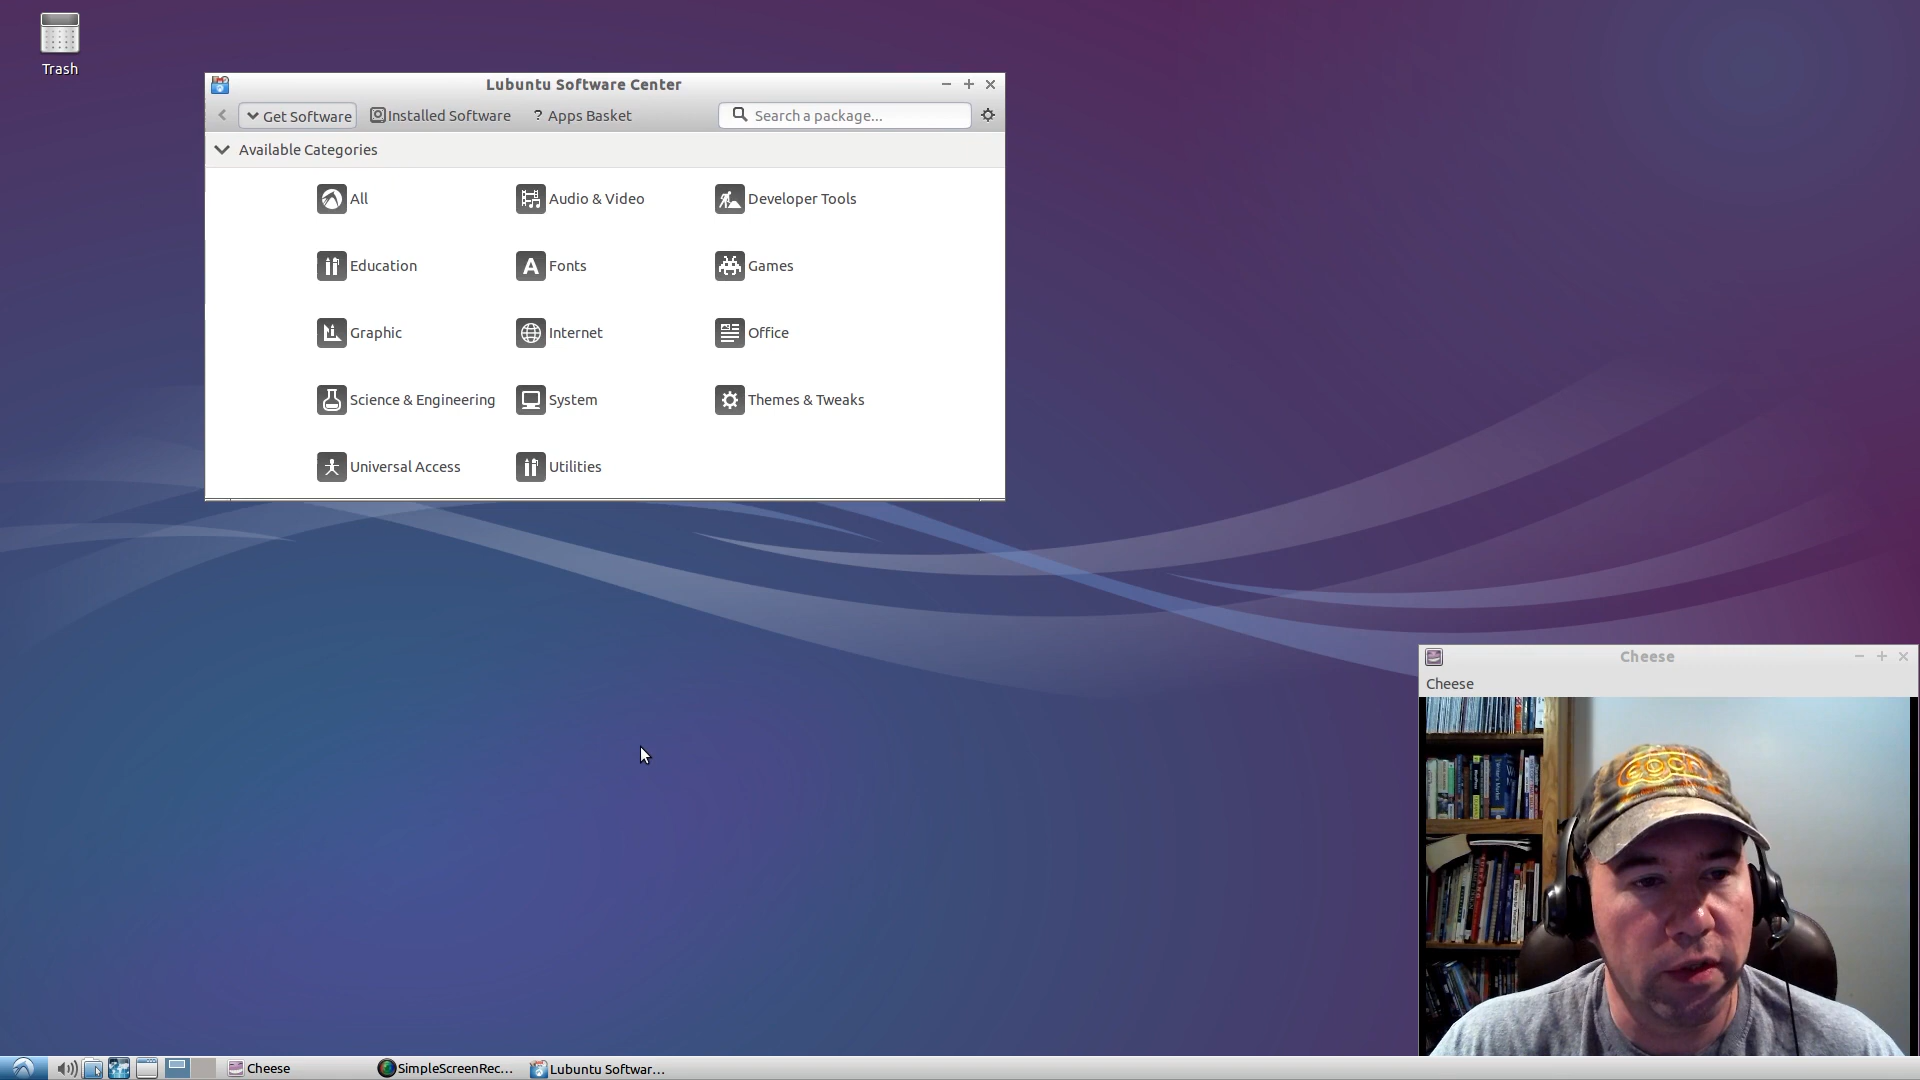 Trash
Lubuntu Software Center
Get Software
Installed Software
? Apps Basket
Search a package...
Available Categories
All
Audio & Video
Developer Tools
Education
Fonts
Games
Graphic
Internet
Office
Science & Engineering
System
Themes & Tweaks
Universal Access
Utilities
Cheese
Cheese
Cheese
SimpleScreenRec...
Lubuntu Softwar...